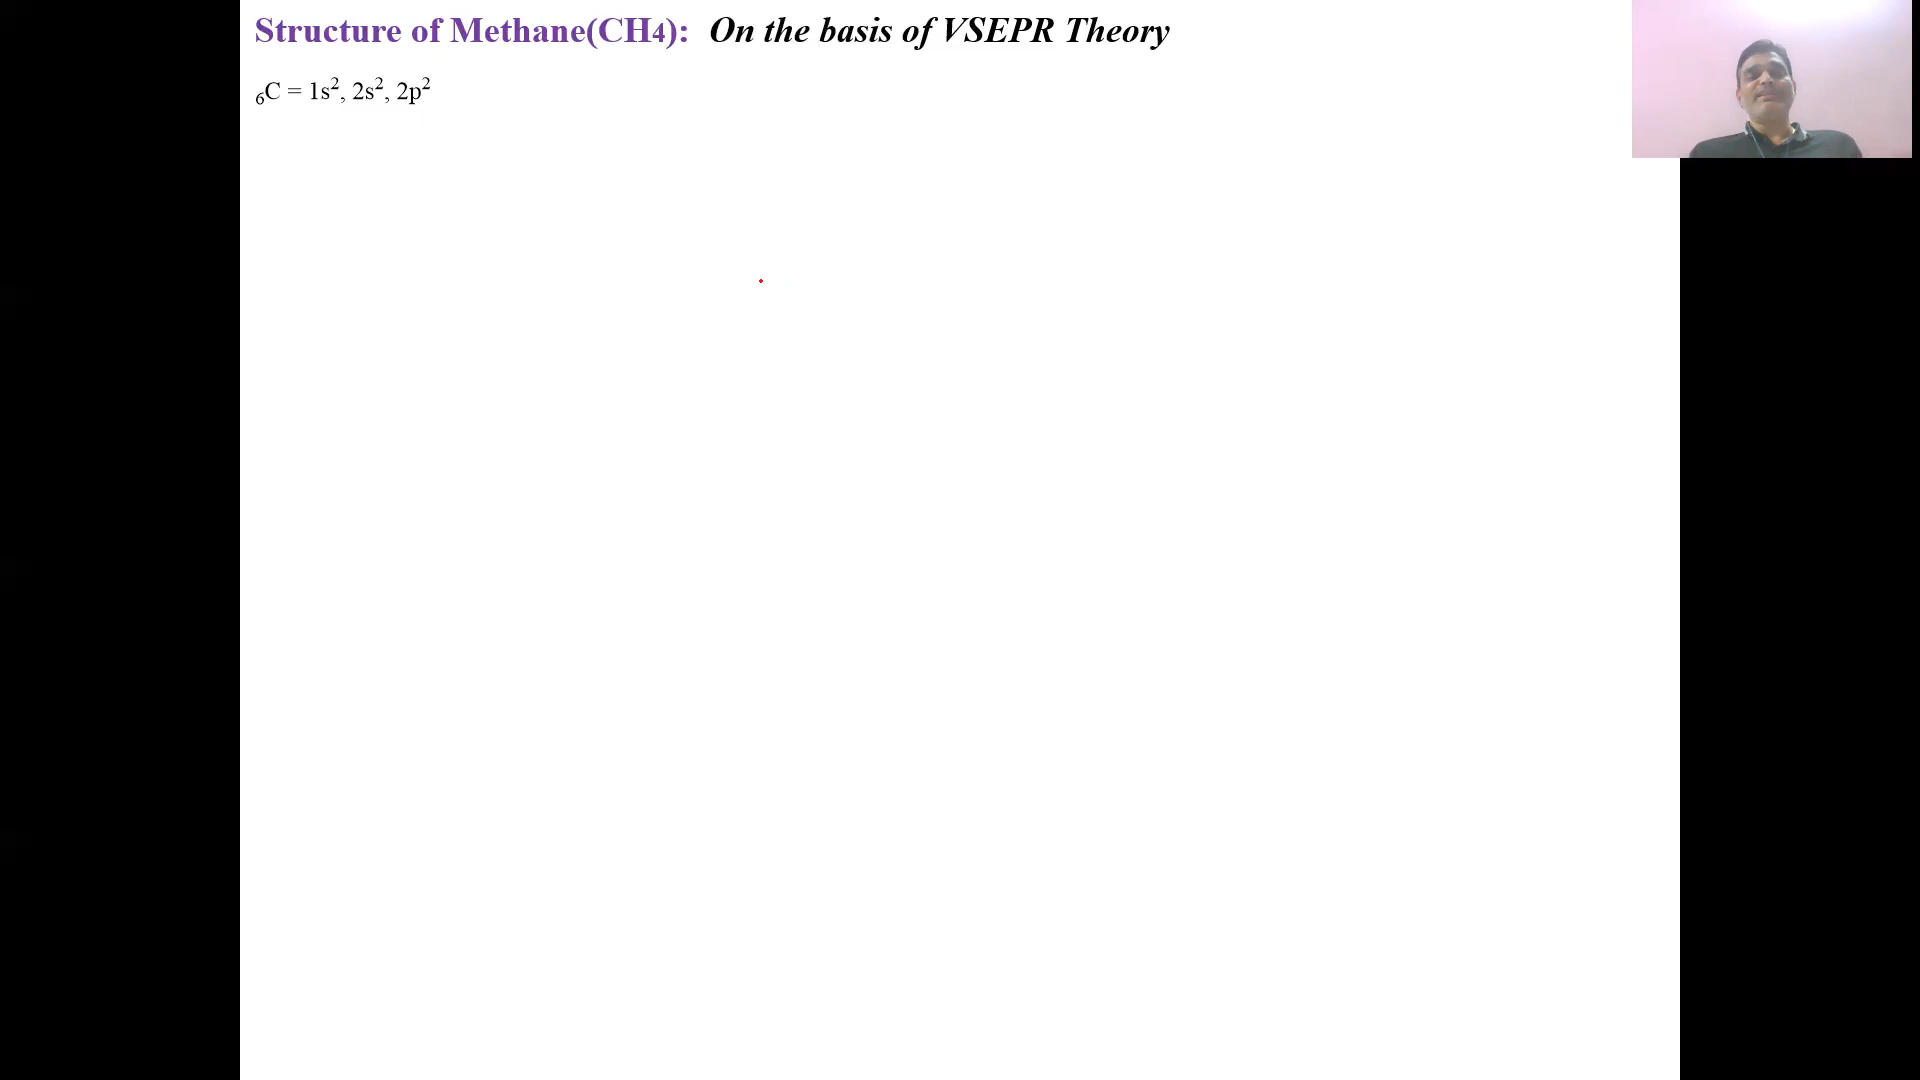 Structure of Methane(CH4): On the basis of VSEPR Theory
₆C = 1s², 2s², 2p²